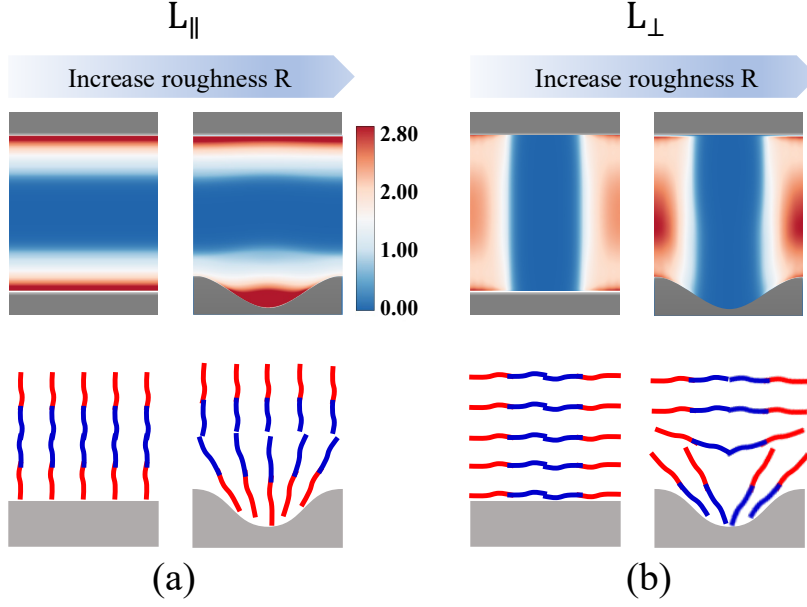 L∥
L⊥
Increase roughness R
Increase roughness R
2.80
2.00
1.00
0.00
(a)
(b)